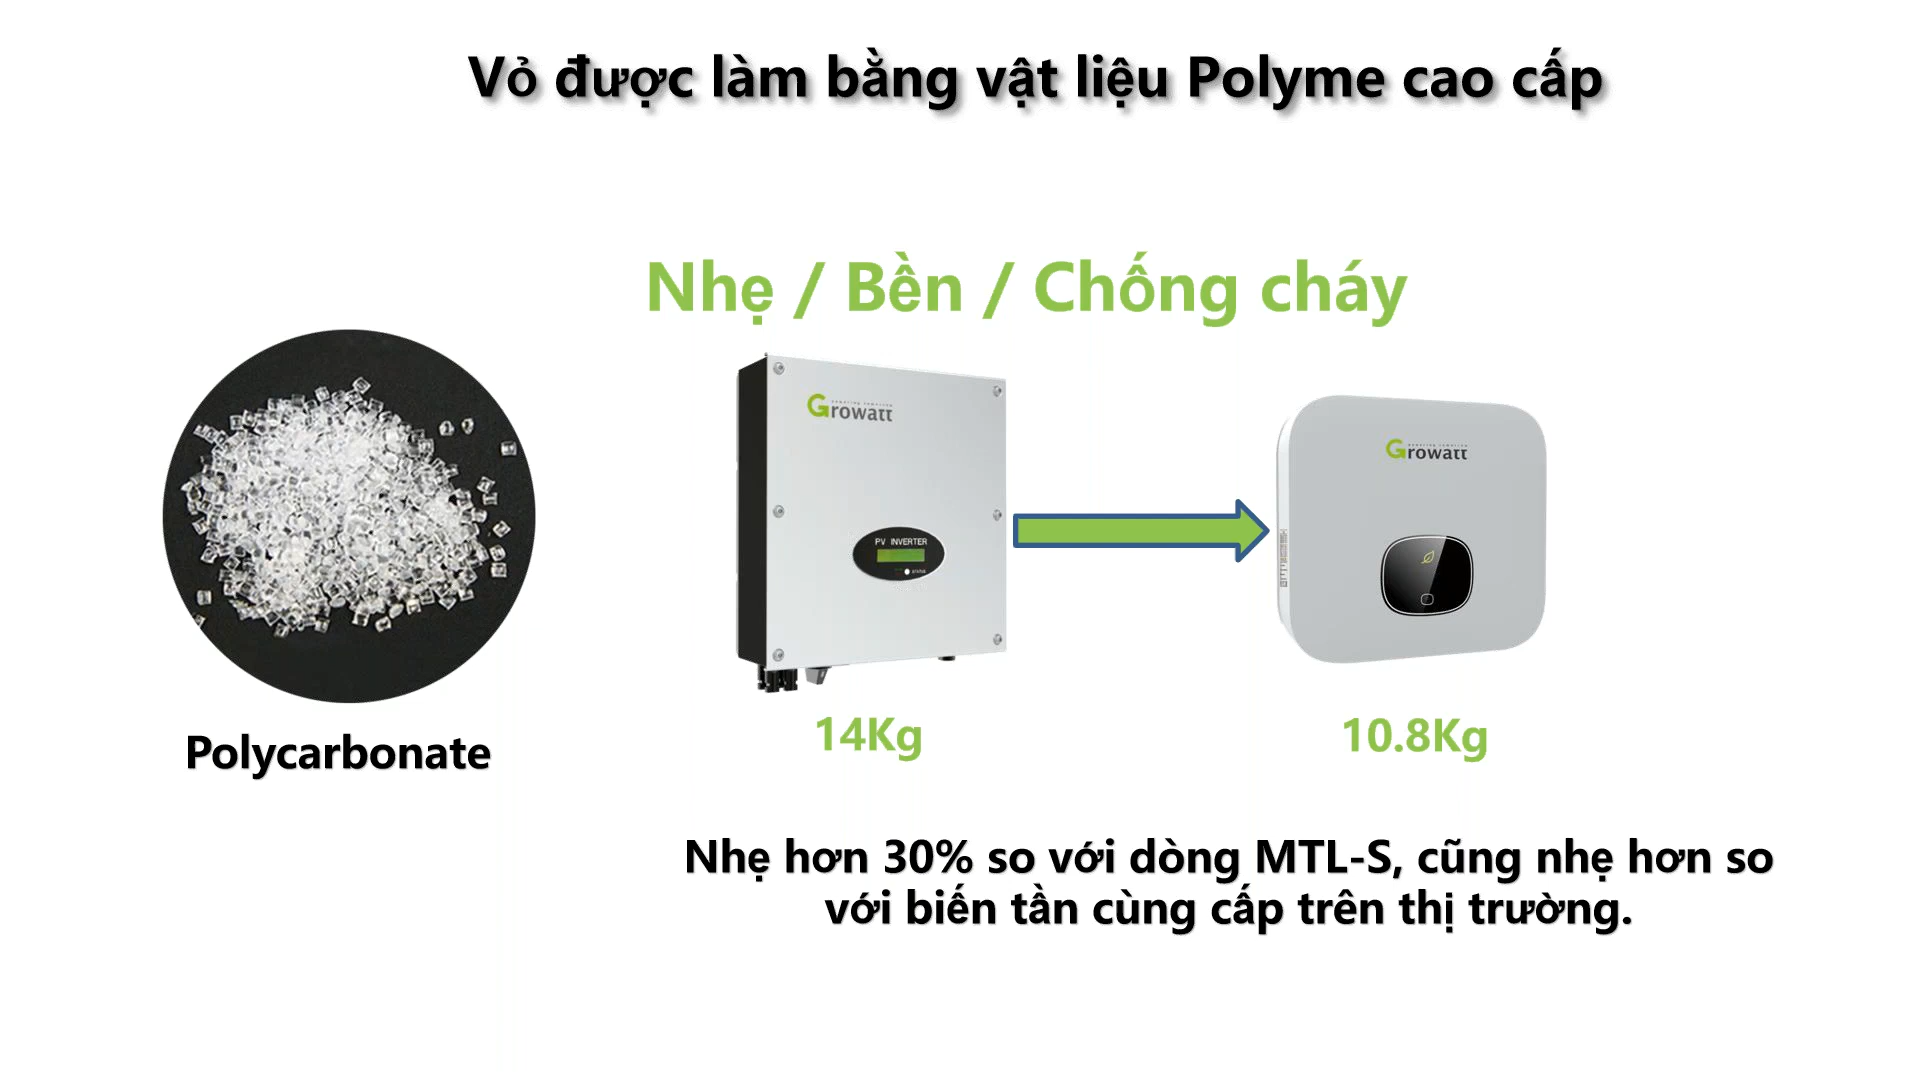 Vỏ được làm bằng vật liệu Polyme cao cấp
Nhẹ / Bền / Chống cháy
Growatt
PV INVERTER
Growatt
Polycarbonate
14Kg
10.8Kg
Nhẹ hơn 30% so với dòng MTL-S, cũng nhẹ hơn so
với biến tần cùng cấp trên thị trường.